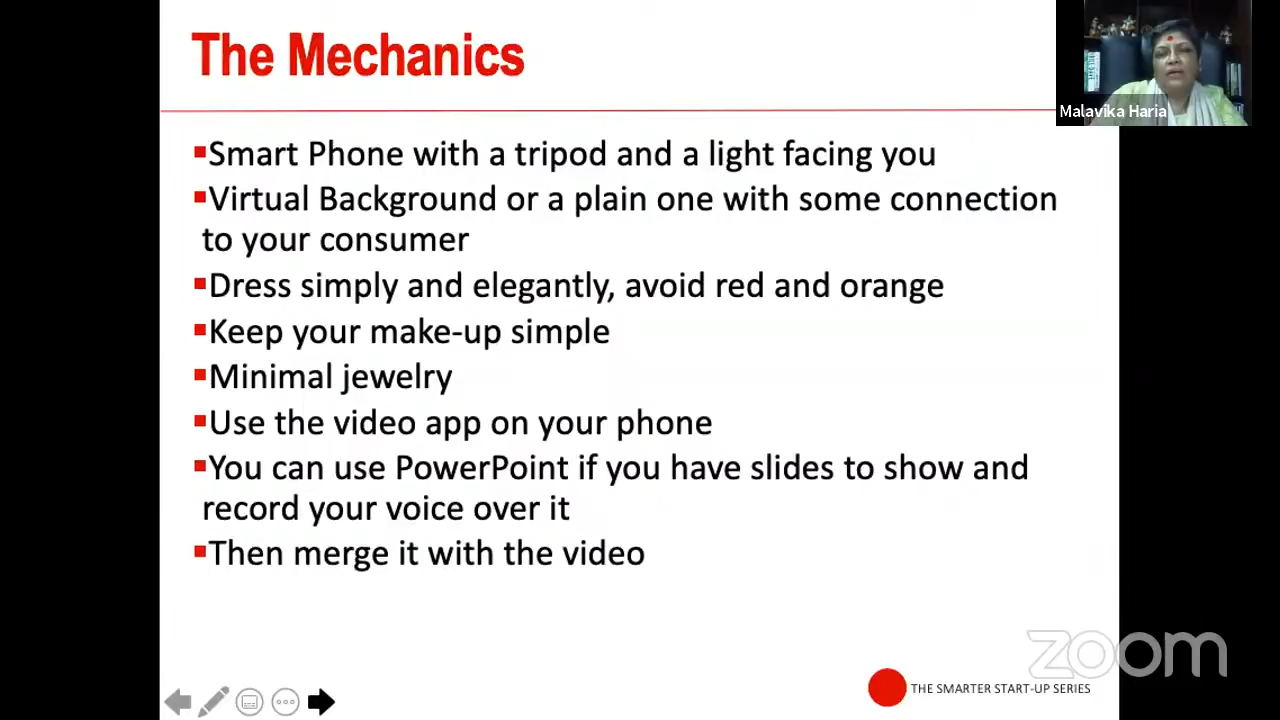 The Mechanics
Malavika Haria
▪Smart Phone with a tripod and a light facing you
▪Virtual Background or a plain one with some connection
to your consumer
▪Dress simply and elegantly, avoid red and orange
▪Keep your make-up simple
▪Minimal jewelry
▪Use the video app on your phone
▪You can use PowerPoint if you have slides to show and
record your voice over it
▪Then merge it with the video
zoom
THE SMARTER START-UP SERIES